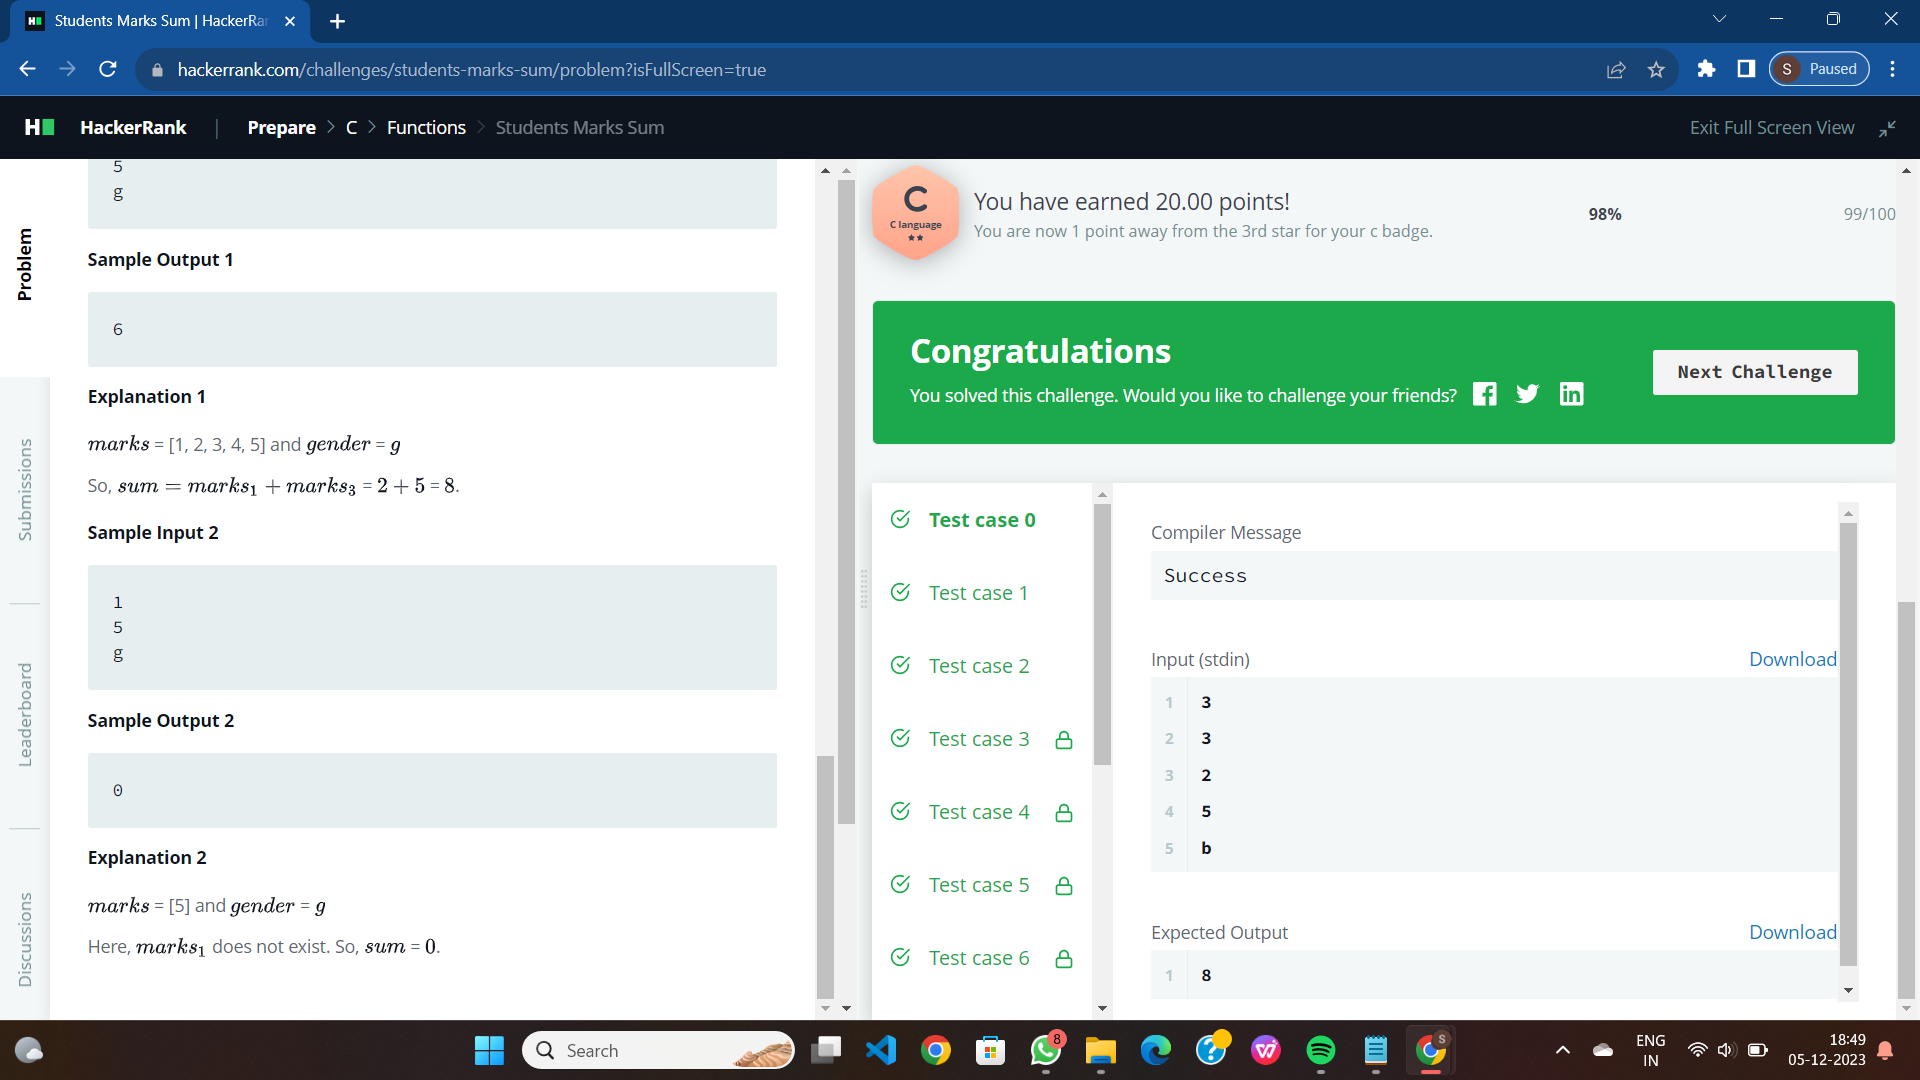 Students Marks Sum | HackerRar
hackerrank.com/challenges/students-marks-sum/problem?isFullScreen=true
S Paused
HackerRank | Prepare > C > Functions > Students Marks Sum
Exit Full Screen View
Problem
Submissions
Leaderboard
Discussions
5
g
Sample Output 1
6
Explanation 1
marks = [1, 2, 3, 4, 5] and gender = g
So, sum = marks₁ + marks₃ = 2 + 5 = 8.
Sample Input 2
1
5
g
Sample Output 2
0
Explanation 2
marks = [5] and gender = g
Here, marks₁ does not exist. So, sum = 0.
C
C language
You have earned 20.00 points!
You are now 1 point away from the 3rd star for your c badge.
98%
99/100
Congratulations
You solved this challenge. Would you like to challenge your friends?
Next Challenge
Test case 0
Test case 1
Test case 2
Test case 3
Test case 4
Test case 5
Test case 6
Compiler Message
Success
Input (stdin)
Download
1 3
2 3
3 2
4 5
5 b
Expected Output
Download
1 8
Search
8
S
ENG
IN
18:49
05-12-2023